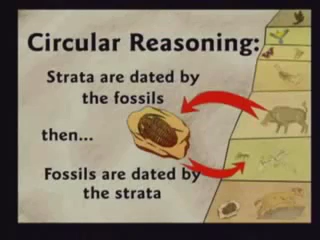 Circular Reasoning:
Strata are dated by
the fossils
then...
Fossils are dated by
the strata